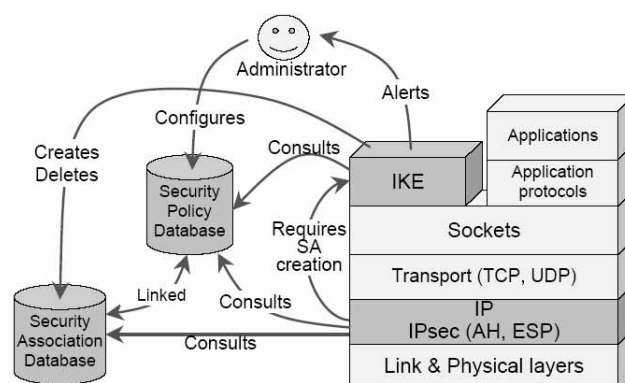 Administrator
Alerts
Configures
Creates
Deletes
Consults
Applications
Application
protocols
IKE
Security
Policy
Database
Requires
SA
creation
Sockets
Transport (TCP, UDP)
Linked
Consults
IP
IPsec (AH, ESP)
Security
Association
Database
Consults
Link & Physical layers